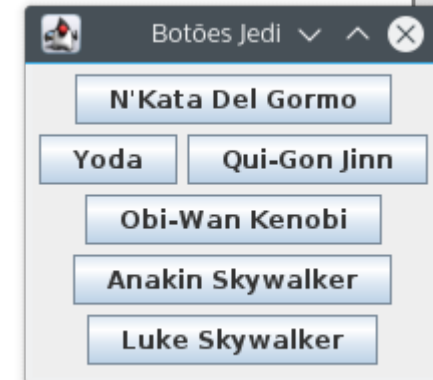 Botões Jedi
N'Kata Del Gormo
Yoda Qui-Gon Jinn
Obi-Wan Kenobi
Anakin Skywalker
Luke Skywalker